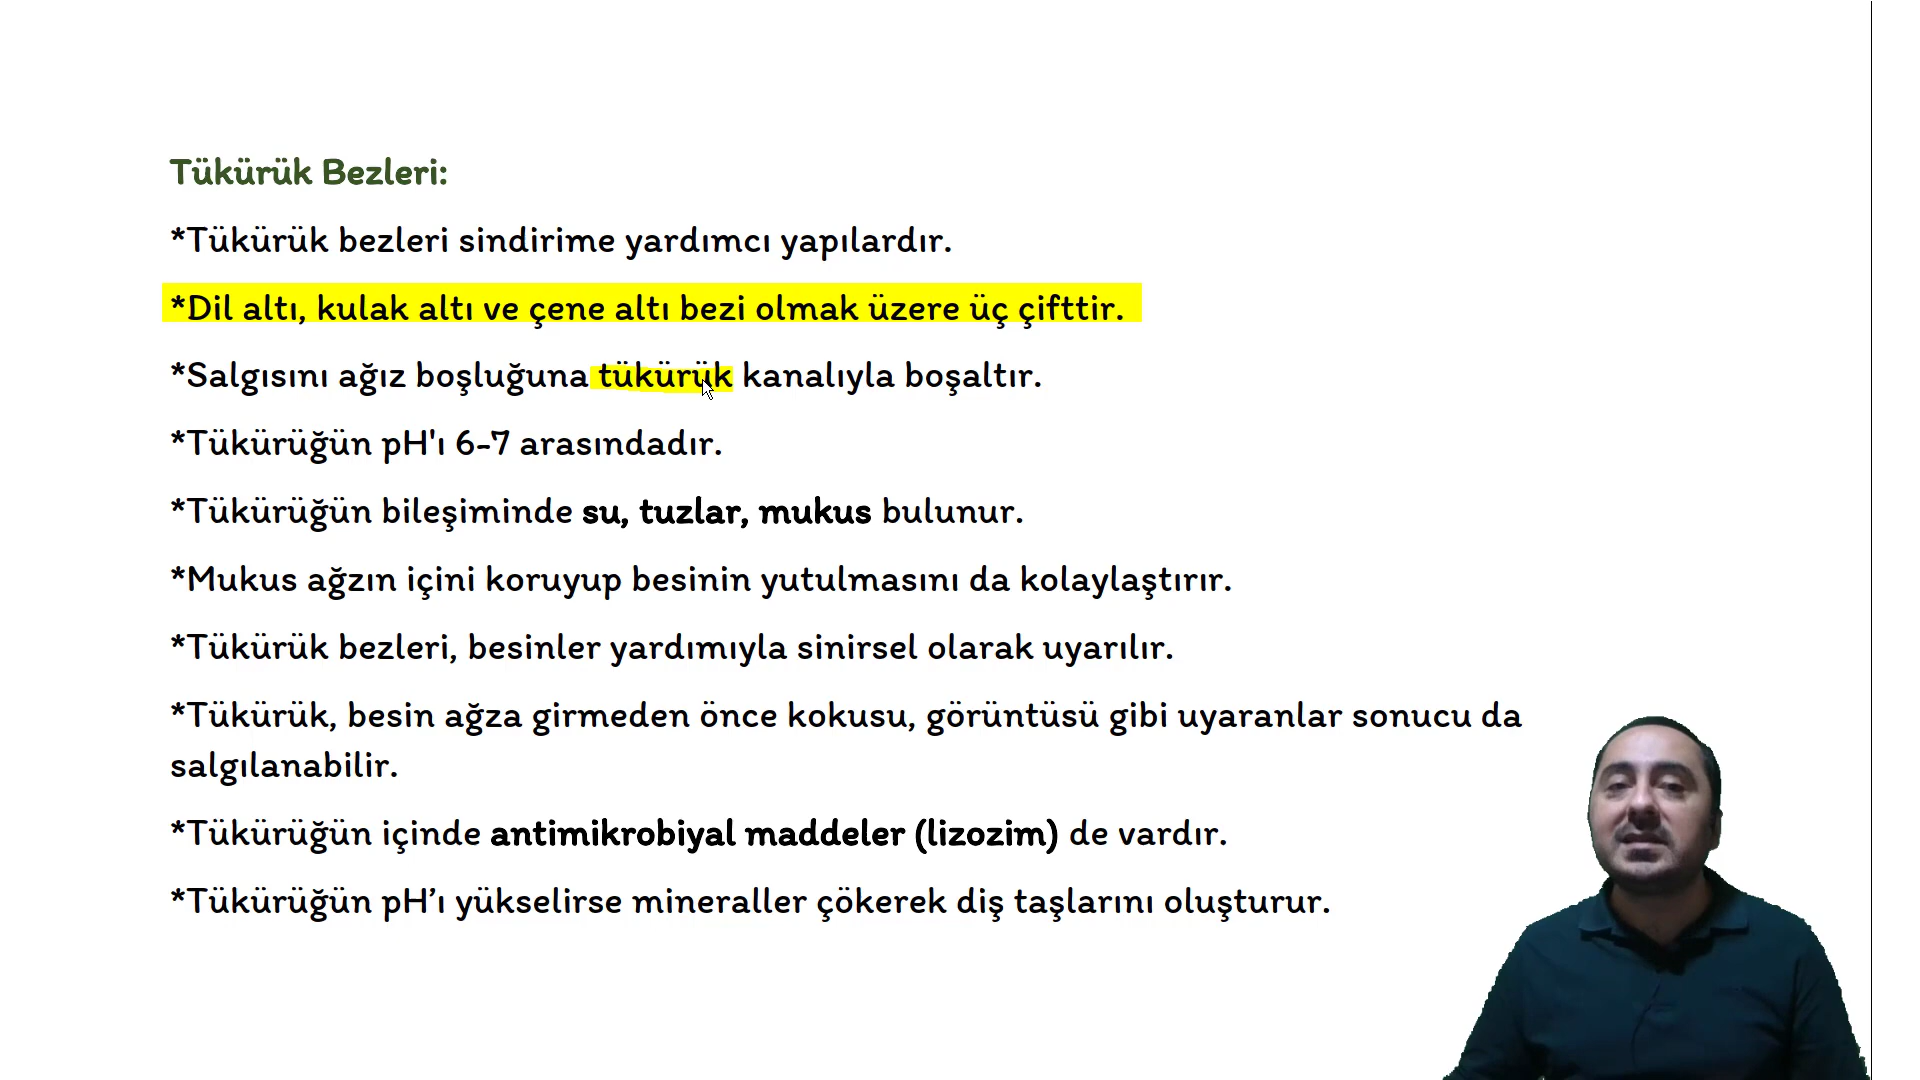 Tükürük Bezleri:
*Tükürük bezleri sindirime yardımcı yapılardır.
*Dil altı, kulak altı ve çene altı bezi olmak üzere üç çifttir.
*Salgısını ağız boşluğuna tükürük kanalıyla boşaltır.
*Tükürüğün pH'ı 6-7 arasındadır.
*Tükürüğün bileşiminde su, tuzlar, mukus bulunur.
*Mukus ağzın içini koruyup besinin yutulmasını da kolaylaştırır.
*Tükürük bezleri, besinler yardımıyla sinirsel olarak uyarılır.
*Tükürük, besin ağza girmeden önce kokusu, görüntüsü gibi uyaranlar sonucu da
salgılanabilir.
*Tükürüğün içinde antimikrobiyal maddeler (lizozim) de vardır.
*Tükürüğün pH’ı yükselirse mineraller çökerek diş taşlarını oluşturur.